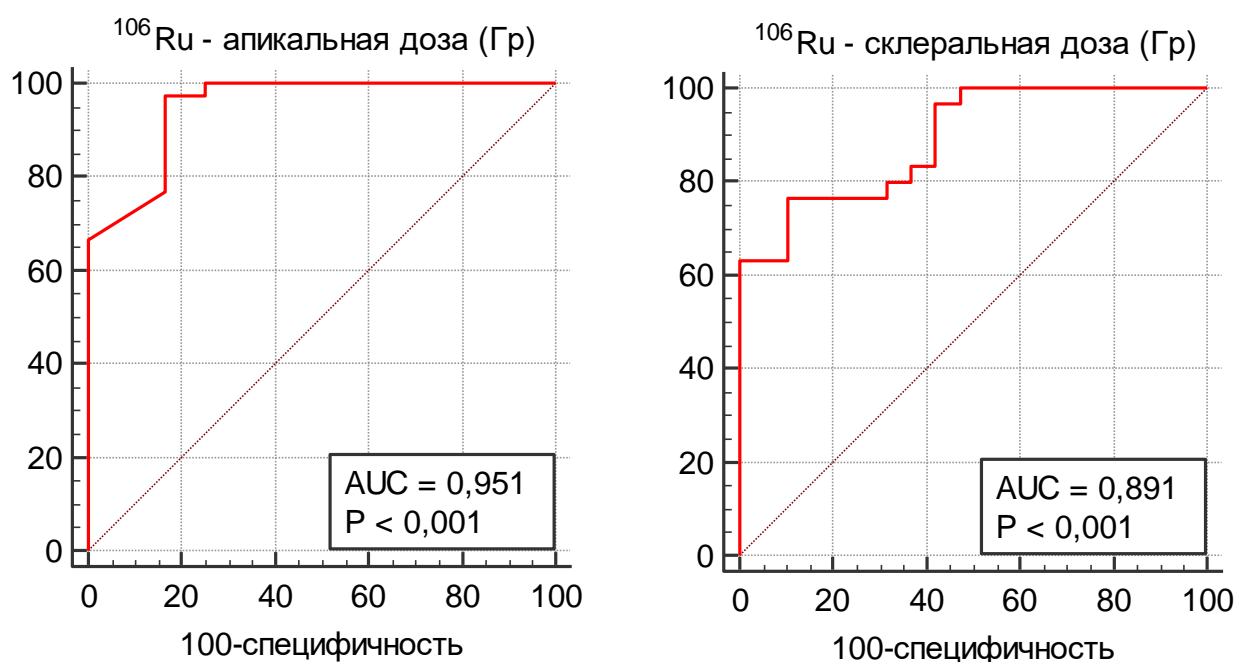 106Ru - апикальная доза (Гр)
100
80
60
40
20
0
AUC = 0,951
P < 0,001
0 20 40 60 80 100
100-специфичность
106Ru - склеральная доза (Гр)
100
80
60
40
20
0
AUC = 0,891
P < 0,001
0 20 40 60 80 100
100-специфичность